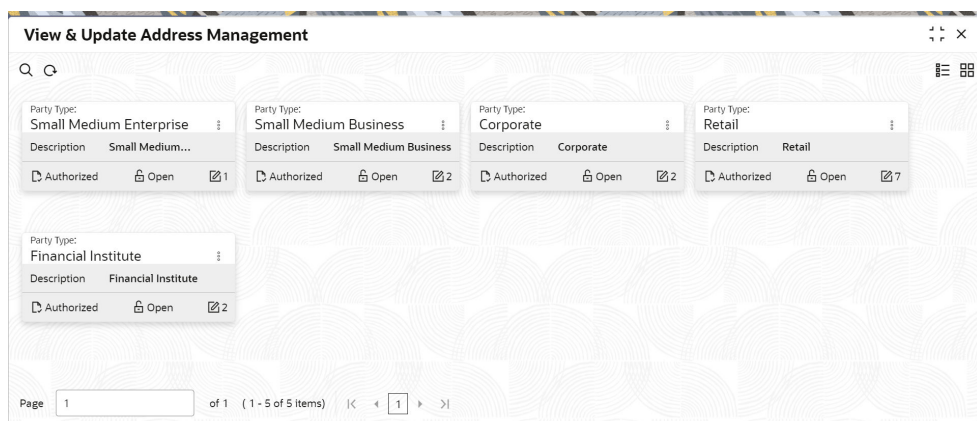 View & Update Address Management
Party Type:
Small Medium Enterprise
Description Small Medium...
Authorized Open 1
Party Type:
Small Medium Business
Description Small Medium Business
Authorized Open 2
Party Type:
Corporate
Description Corporate
Authorized Open 2
Party Type:
Retail
Description Retail
Authorized Open 7
Party Type:
Financial Institute
Description Financial Institute
Authorized Open 2
Page 1 of 1 ( 1 - 5 of 5 items) 1